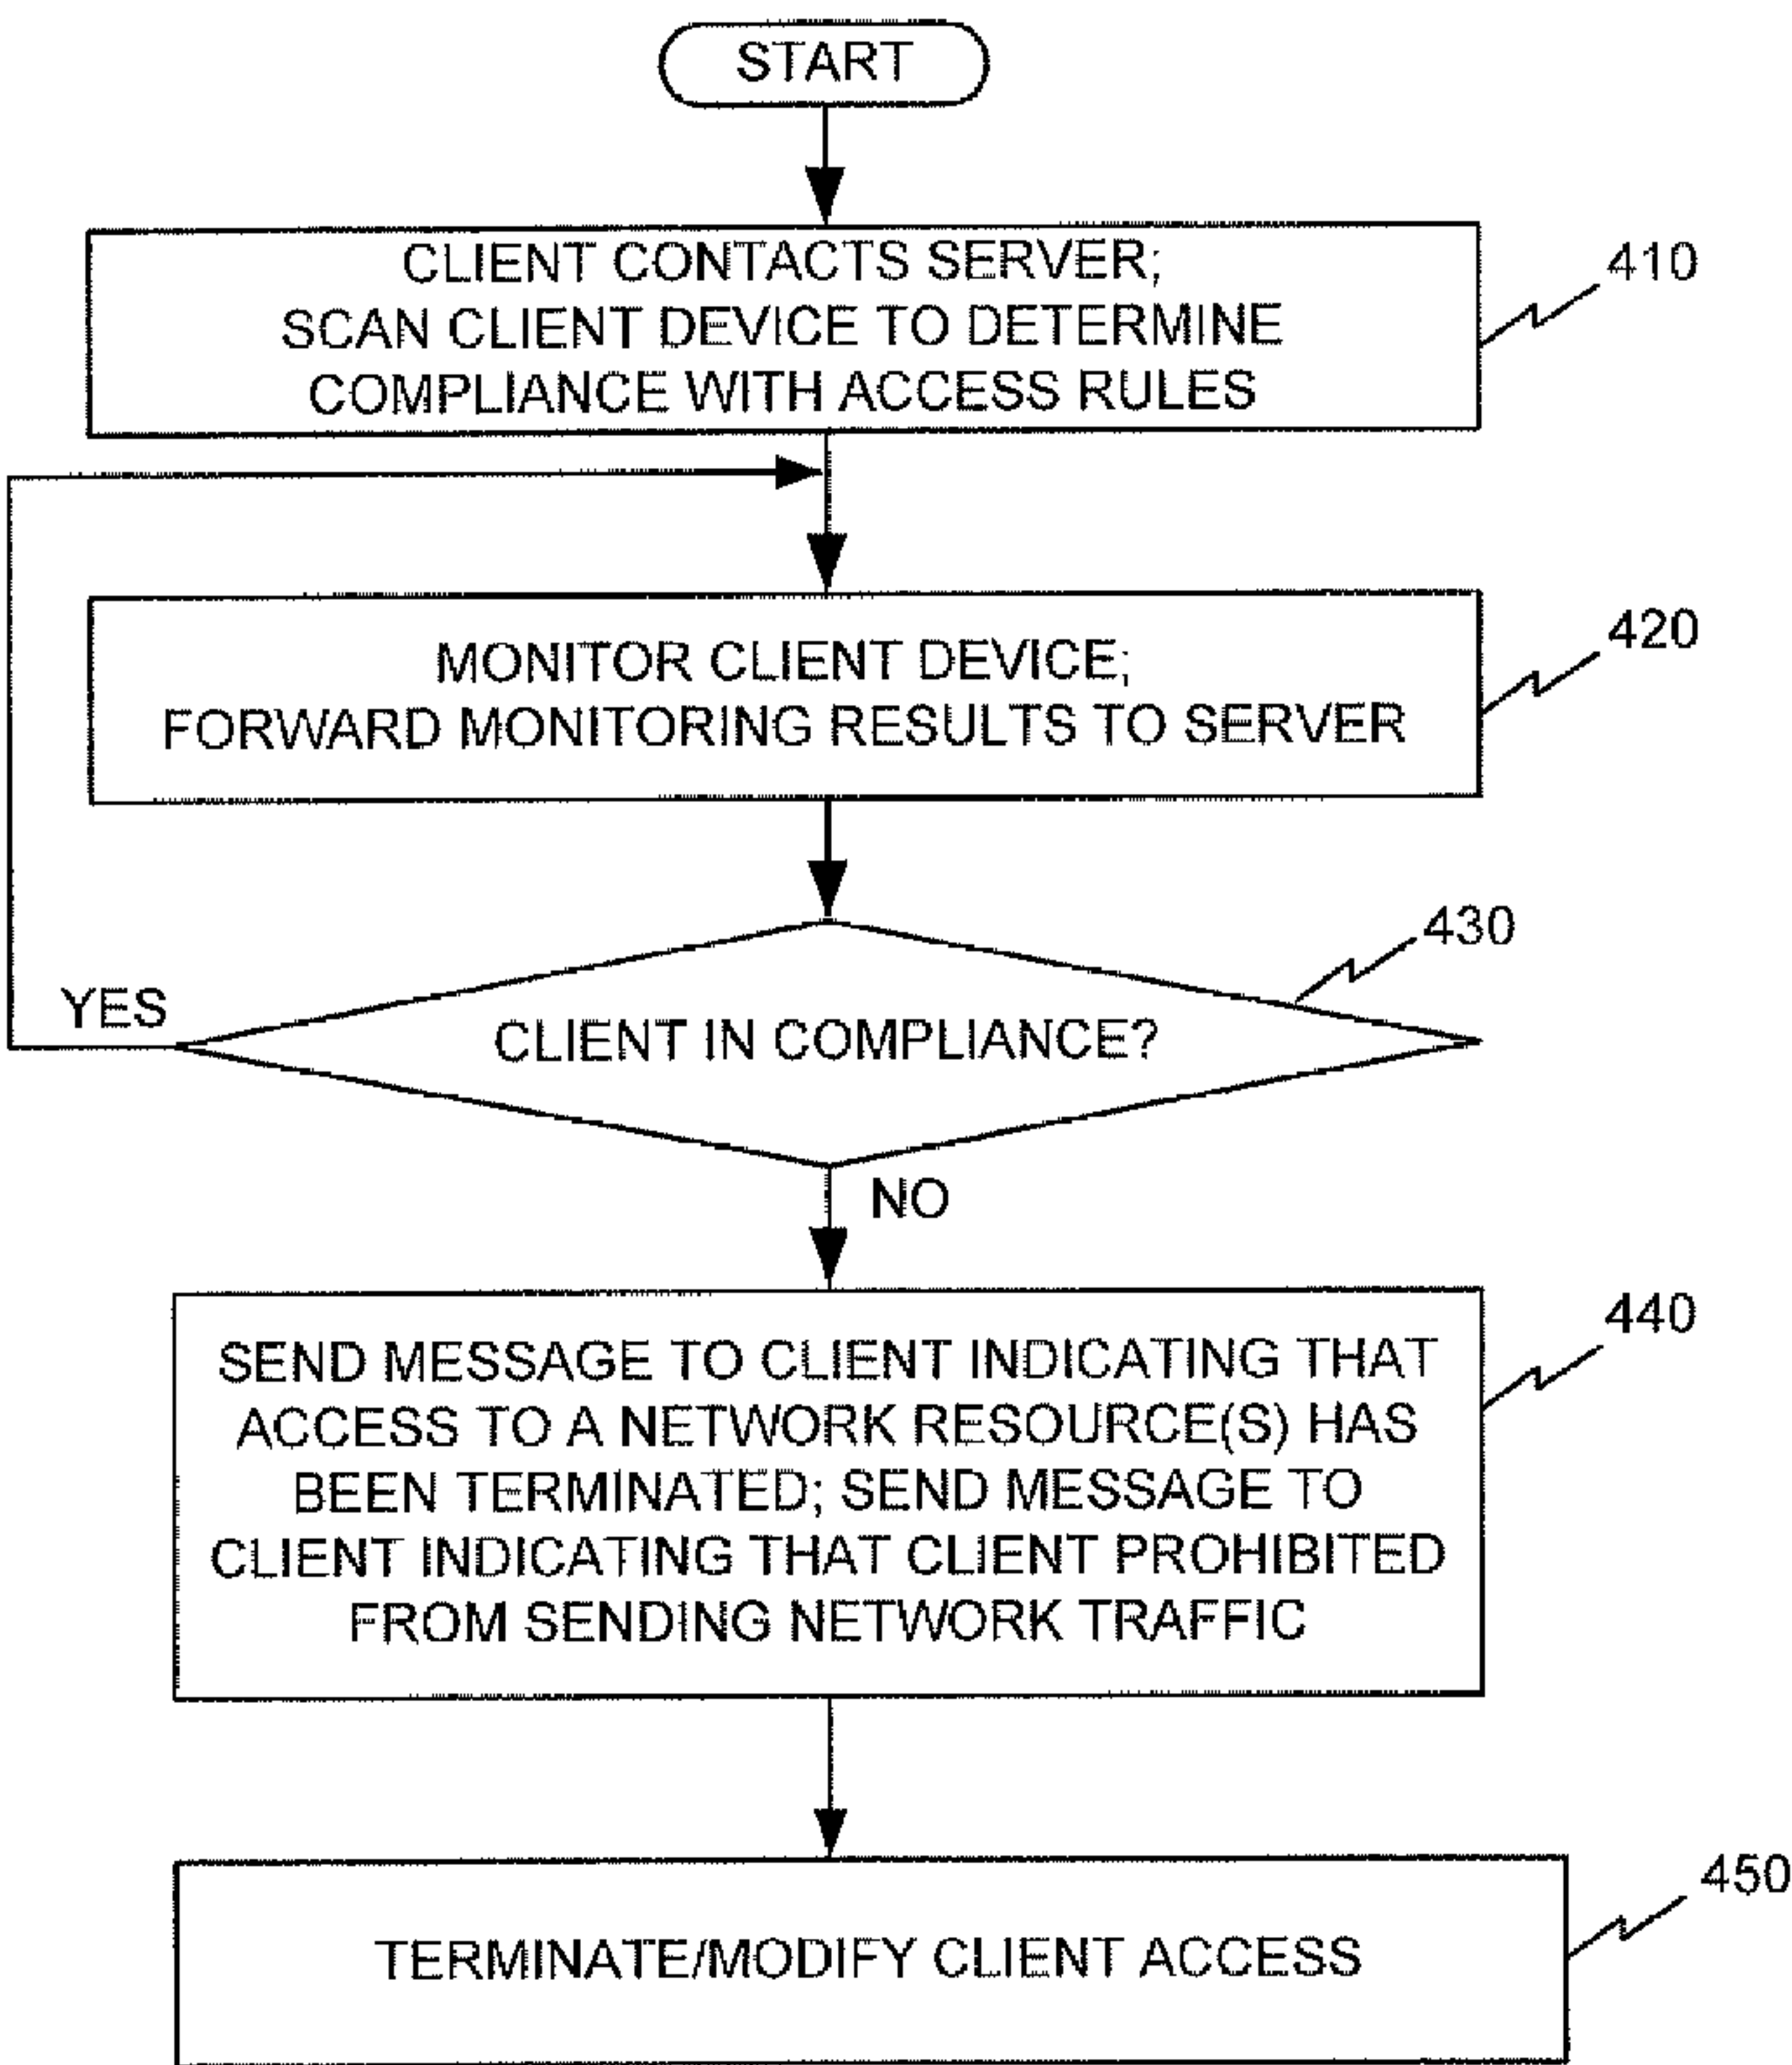 START
CLIENT CONTACTS SERVER;
SCAN CLIENT DEVICE TO DETERMINE
COMPLIANCE WITH ACCESS RULES
410
MONITOR CLIENT DEVICE;
FORWARD MONITORING RESULTS TO SERVER
420
430
YES
CLIENT IN COMPLIANCE?
NO
SEND MESSAGE TO CLIENT INDICATING THAT
ACCESS TO A NETWORK RESOURCE(S) HAS
BEEN TERMINATED; SEND MESSAGE TO
CLIENT INDICATING THAT CLIENT PROHIBITED
FROM SENDING NETWORK TRAFFIC
440
TERMINATE/MODIFY CLIENT ACCESS
450